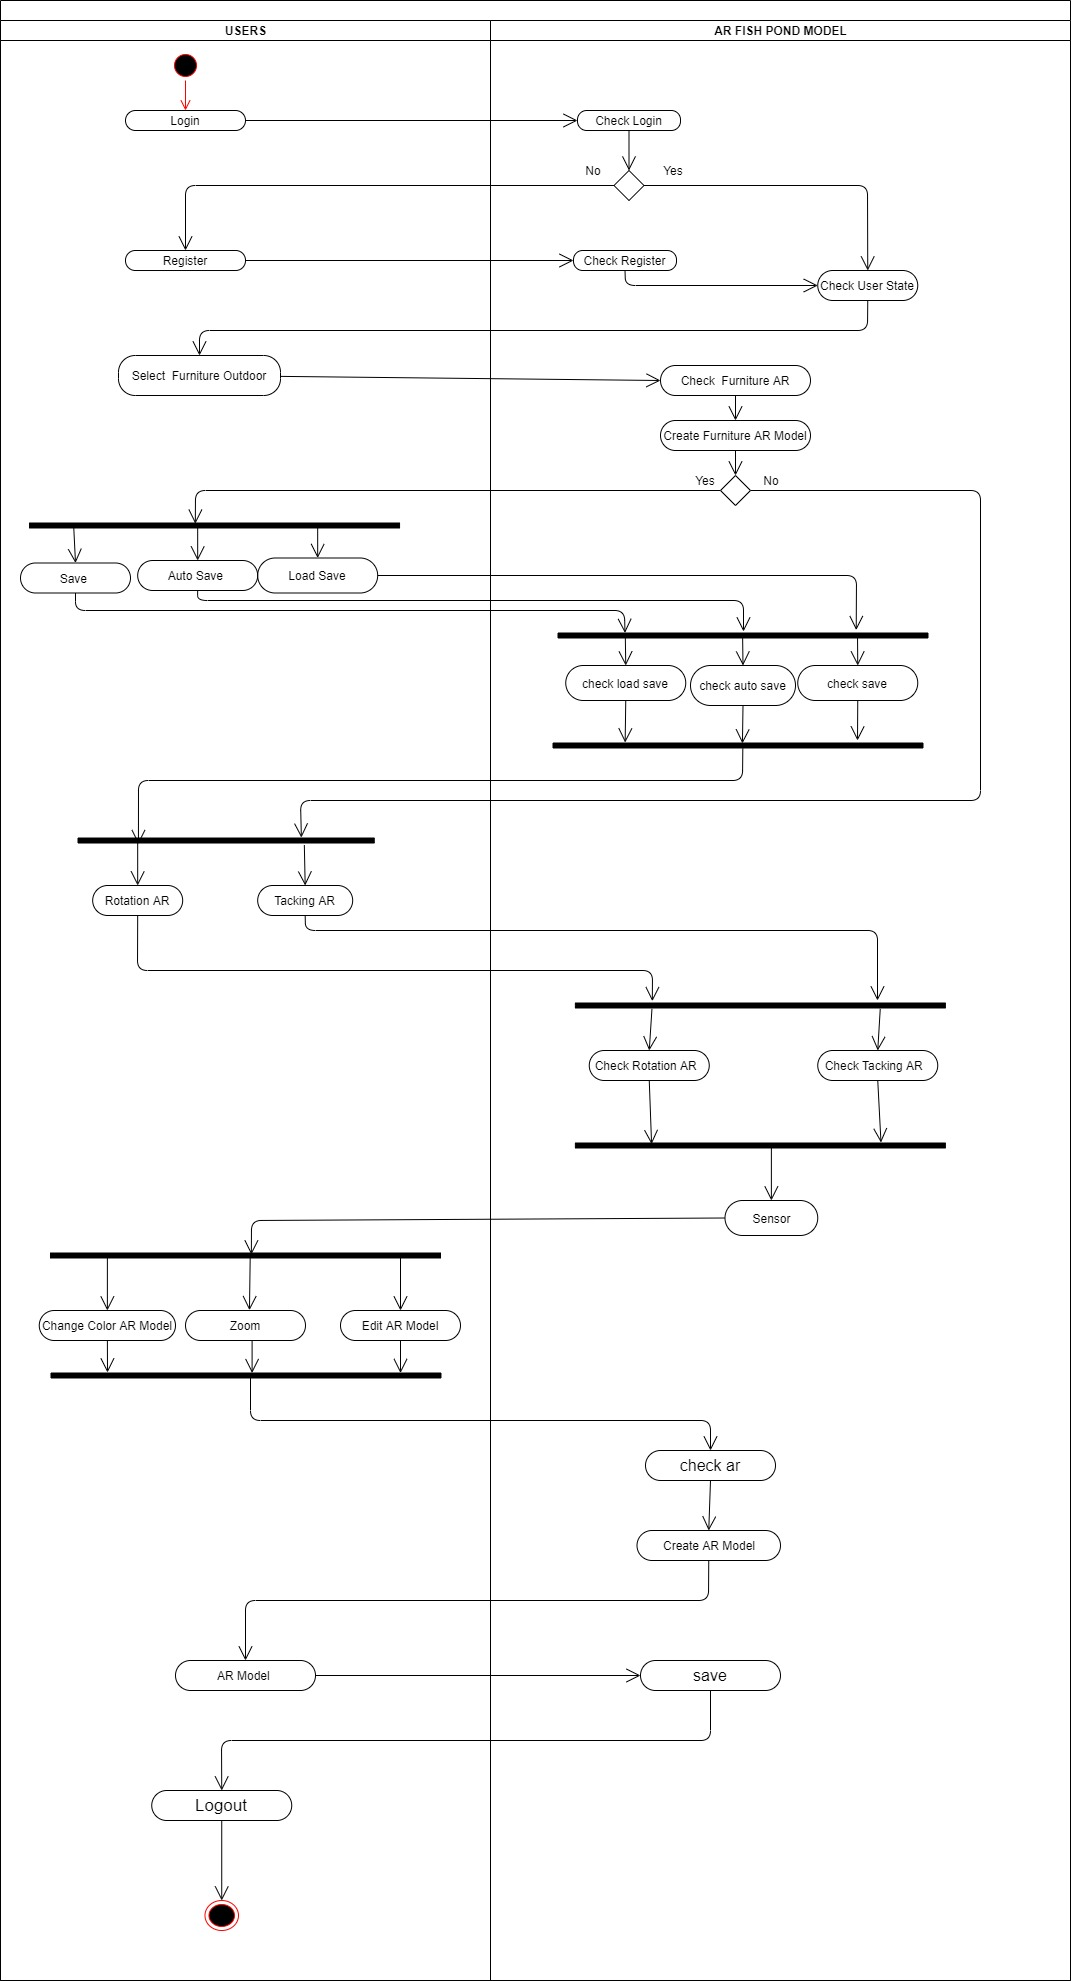 USERS
AR FISH POND MODEL
Login
Check Login
No
Yes
Register
Check Register
Check User State
Select Furniture Outdoor
Check Furniture AR
Create Furniture AR Model
Yes
No
Save
Auto Save
Load Save
check load save
check auto save
check save
Rotation AR
Tacking AR
Check Rotation AR
Check Tacking AR
Sensor
Change Color AR Model
Zoom
Edit AR Model
check ar
Create AR Model
AR Model
save
Logout